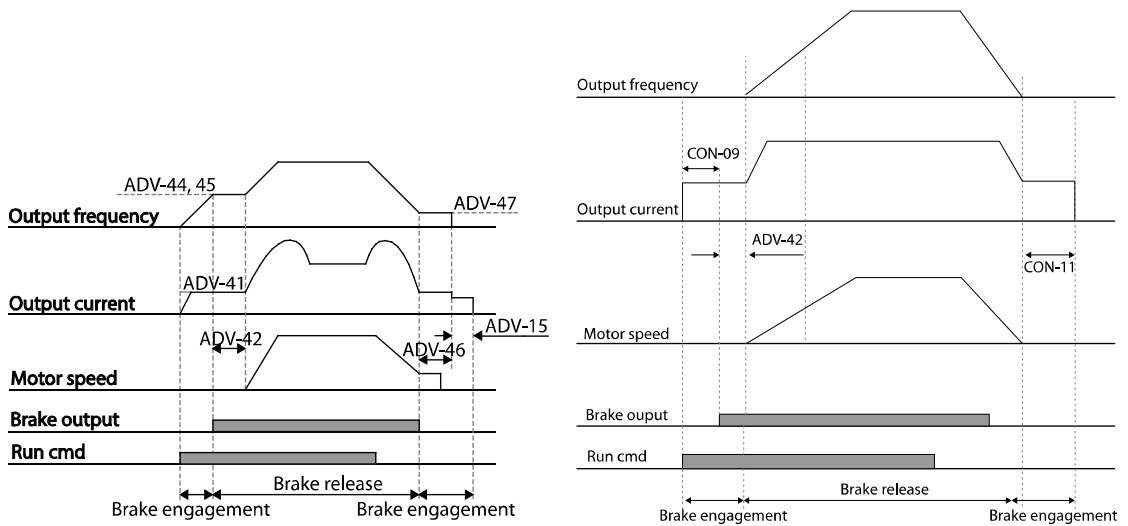 ADV-44, 45
ADV-47
Output frequency
ADV-41
Output current
ADV-15
ADV-42
ADV-46
Motor speed
Brake output
Run cmd
Brake release
Brake engagement
Brake engagement
Output frequency
CON-09
Output current
ADV-42
CON-11
Motor speed
Brake ouput
Run cmd
Brake release
Brake engagement
Brake engagement